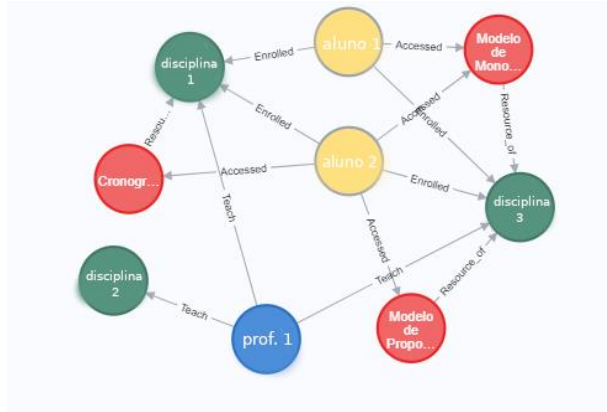 aluno 1
Accessed
Modelo
de
Mono...
disciplina
1
Enrolled
Enrolled
Accessed
Enrolled
Resource_of
Resou...
aluno 2
Cronogr...
Accessed
Enrolled
disciplina
3
Teach
Accessed
Teach
Resource_of
disciplina
2
Teach
prof. 1
Modelo
de
Propo...